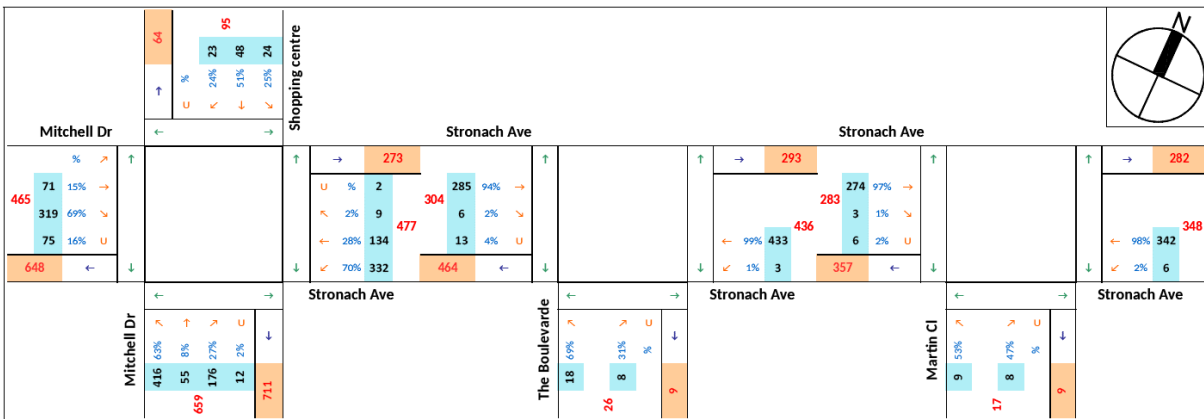 N
64 95
23 48 24
% 24% 51% 25%
↑ U ↙ ↓ ↘
Shopping centre
← →
Mitchell Dr Stronach Ave Stronach Ave
% ↗ ↑ ↑ → 273 ↑ ↑ → 293 ↑ ↑ → 282
465 71 15% → U % 2 304 285 94% → 283 274 97% →
319 69% ↘ ↖ 2% 9 477 6 2% ↘ 436 3 1% ↘ 348
75 16% U ← 28% 134 13 4% U ← 99% 433 6 2% U ← 98% 342
648 ← ↓ ↓ ↙ 70% 332 464 ← ↓ ↓ ↙ 1% 3 357 ← ↓ ↓ ↙ 2% 6
Stronach Ave Stronach Ave Stronach Ave
← → ← → ← →
Mitchell Dr
↖ ↑ ↗ U ↓
63% 8% 27% 2%
416 55 176 12
659 711
The Boulevarde
↖ ↗ U ↓
69% 31% %
18 8
26 9
Martin Cl
↖ ↗ U ↓
53% 47% %
9 8
17 9